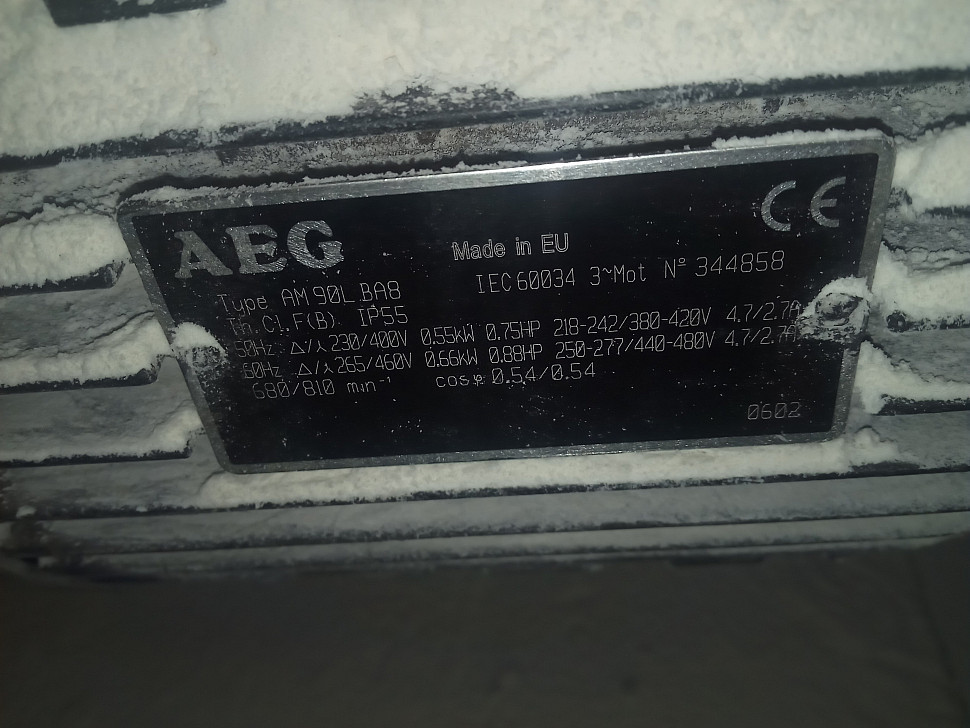 AEG
Made in EU
CE
Type AM 90L BA8
IEC 60034 3~Mot Nº 344858
Th. Cl. F(B) IP55
50Hz Δ/⅄ 230/400V 0.55kW 0.75HP 218-242/380-420V 4.7/2.7A
60Hz Δ/⅄ 265/460V 0.66kW 0.88HP 250-277/440-480V 4.7/2.7A
680/810 min⁻¹ cosφ 0.54/0.54
0602